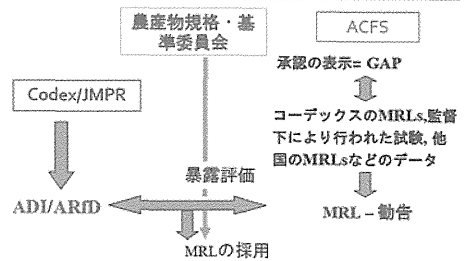 農産物規格・基
準委員会
ACFS
承認の表示= GAP
Codex/JMPR
コーデックスのMRLs,監督
下により行われた試験, 他
国のMRLsなどのデータ
暴露評価
ADI/ARfD
MRL – 勧告
MRLの採用